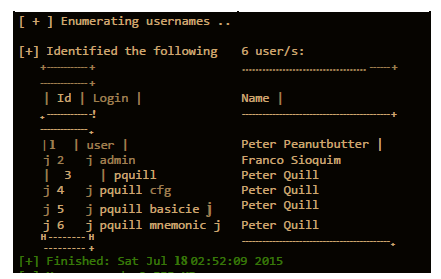 [ + ] Enumerating usernames ..
[+] Identified the following 6 user/s:
+------------+ -------------------------------- -----+
------------+
| Id | Login | Name |
------------! --------------------------------------+
------------
|1 | user | Peter Peanutbutter |
j 2 j admin Franco Sioquim
| 3 | pquill Peter Quill
j 4 j pquill cfg Peter Quill
j 5 j pquill basicie j Peter Quill
j 6 j pquill mnemonic j Peter Quill
H--------H
---------+ --------------------------------------
[+] Finished: Sat Jul 18 02:52:09 2015